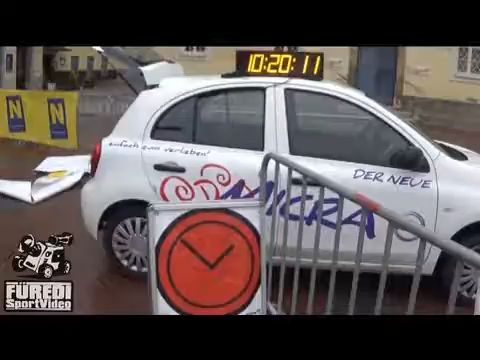 10:20:11
N
N
einfach zum verlieben!
DER NEUE
MICRA
FÜREDI
SportVideo